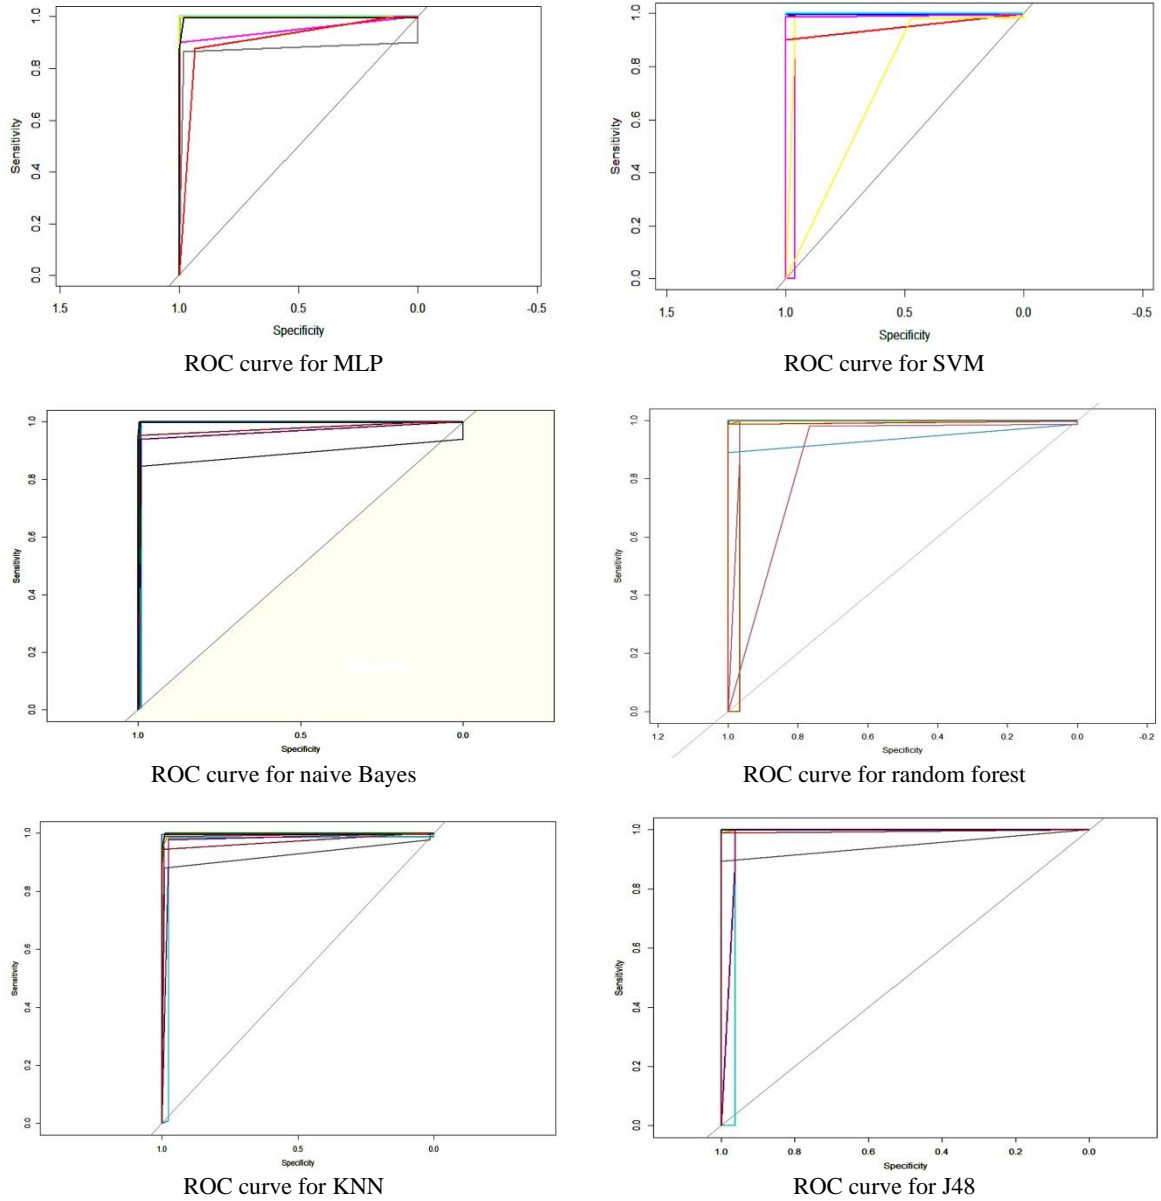 Sensitivity
0.0 0.2 0.4 0.6 0.8 1.0
1.5 1.0 0.5 0.0 -0.5
Specificity
ROC curve for MLP
Sensitivity
0.0 0.2 0.4 0.6 0.8 1.0
1.5 1.0 0.5 0.0 -0.5
Specificity
ROC curve for SVM
Sensitivity
0.0 0.2 0.4 0.6 0.8 1.0
1.0 0.5 0.0
Specificity
ROC curve for naive Bayes
Sensitivity
0.0 0.2 0.4 0.6 0.8 1.0
1.2 1.0 0.8 0.6 0.4 0.2 0.0 -0.2
Specificity
ROC curve for random forest
Sensitivity
0.0 0.2 0.4 0.6 0.8 1.0
1.0 0.5 0.0
Specificity
ROC curve for KNN
Sensitivity
0.0 0.2 0.4 0.6 0.8 1.0
1.0 0.8 0.6 0.4 0.2 0.0
Specificity
ROC curve for J48